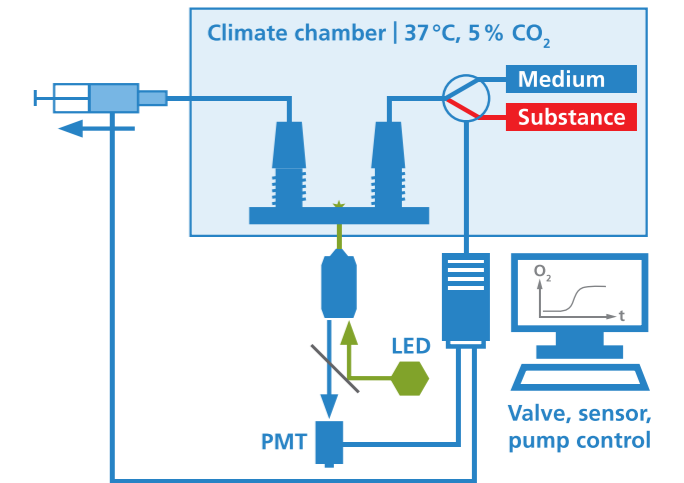 Climate chamber | 37 °C, 5 % CO₂
Medium
Substance
O₂
t
LED
PMT
Valve, sensor,
pump control